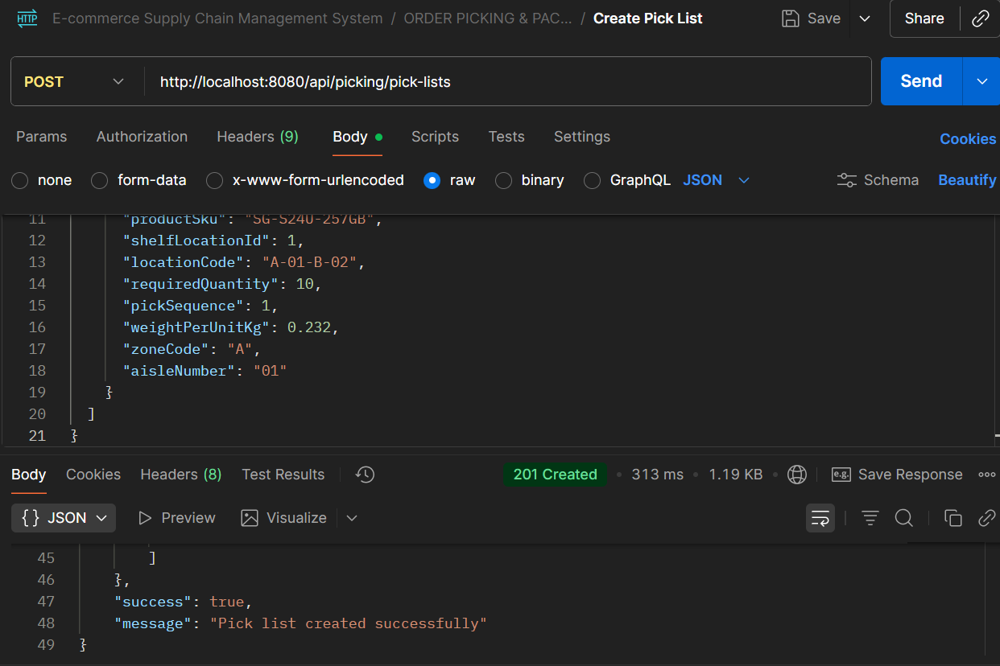 HTTP E-commerce Supply Chain Management System / ORDER PICKING & PAC... / Create Pick List Save Share
POST http://localhost:8080/api/picking/pick-lists Send
Params Authorization Headers (9) Body Scripts Tests Settings Cookies
none form-data x-www-form-urlencoded raw binary GraphQL JSON Schema Beautify
11 "productSku": "SG-S24U-257GB",
12 "shelfLocationId": 1,
13 "locationCode": "A-01-B-02",
14 "requiredQuantity": 10,
15 "pickSequence": 1,
16 "weightPerUnitKg": 0.232,
17 "zoneCode": "A",
18 "aisleNumber": "01"
19 }
20 ]
21 }
Body Cookies Headers (8) Test Results 201 Created • 313 ms • 1.19 KB • e.g. Save Response
{} JSON Preview Visualize
45 ]
46 },
47 "success": true,
48 "message": "Pick list created successfully"
49 }